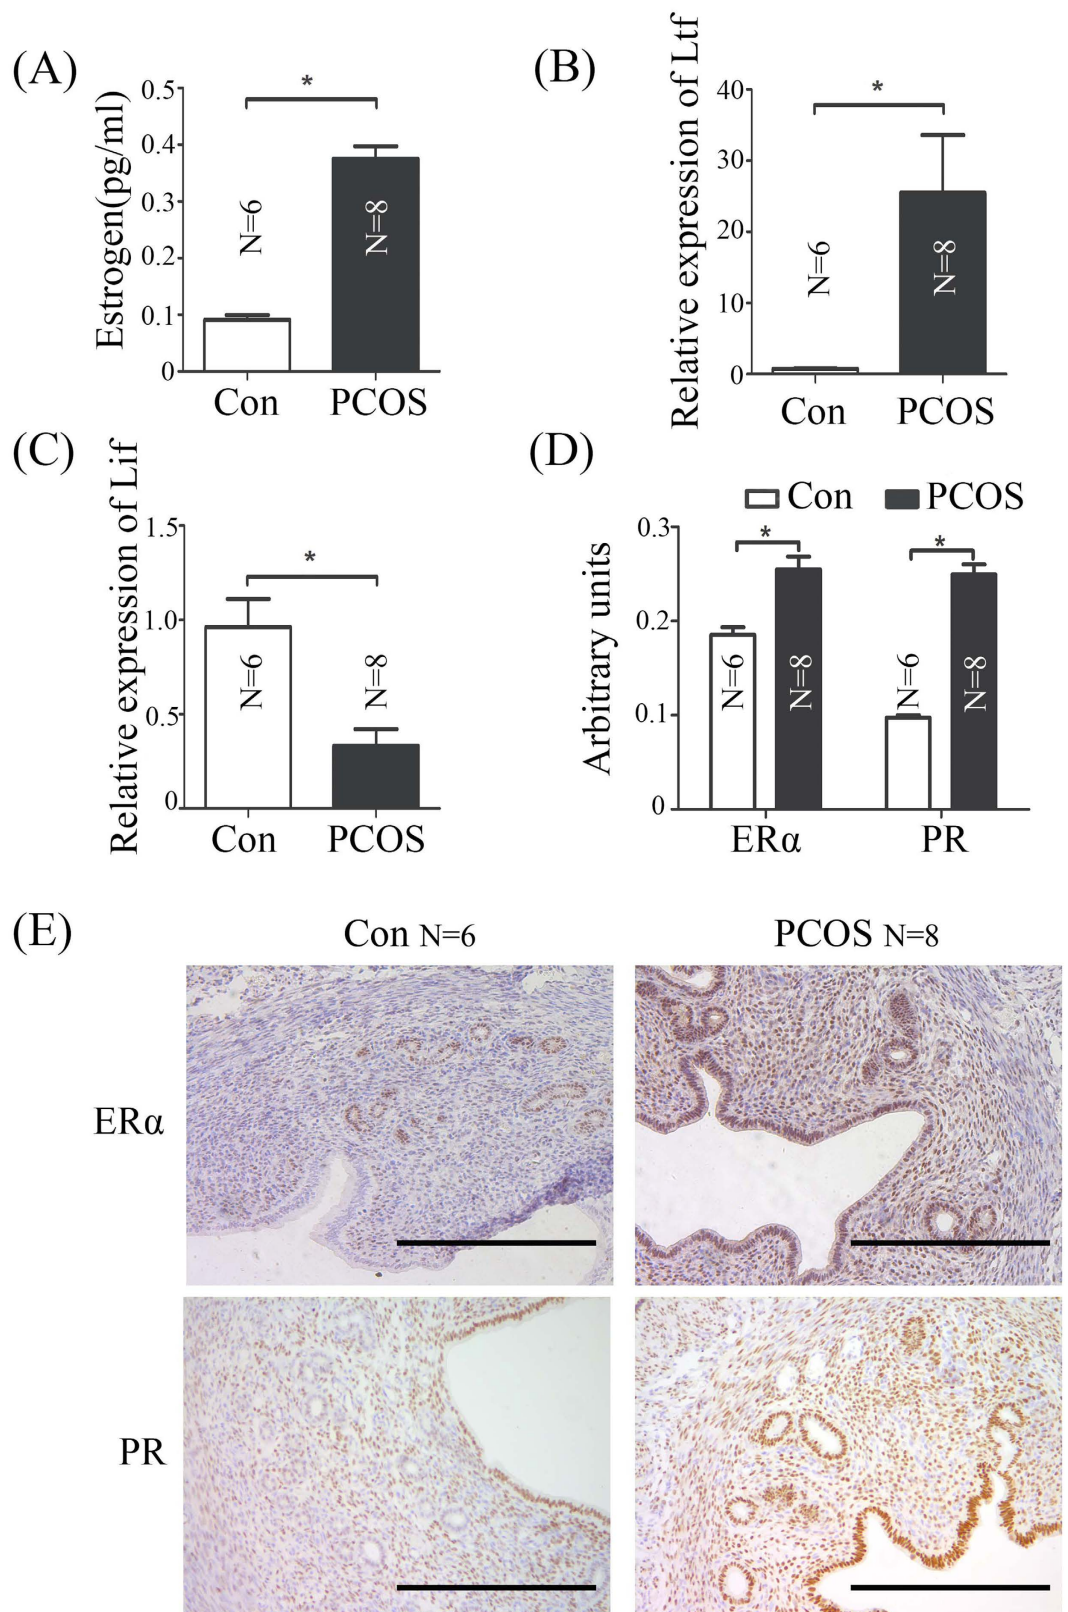 (A)
Estrogen(pg/ml)
0.5
0.4
0.3
0.2
0.1
0
*
N=6
N=8
Con PCOS
(B)
Relative expression of Ltf
40
30
20
10
0
*
N=6
N=8
Con PCOS
(C)
Relative expression of Lif
1.5
1.0
0.5
0
*
N=6
N=8
Con PCOS
(D)
Con PCOS
Arbitrary units
0.3
0.2
0.1
0
*
*
N=6
N=8
N=6
N=8
ERα PR
(E)
Con N=6 PCOS N=8
ERα
PR